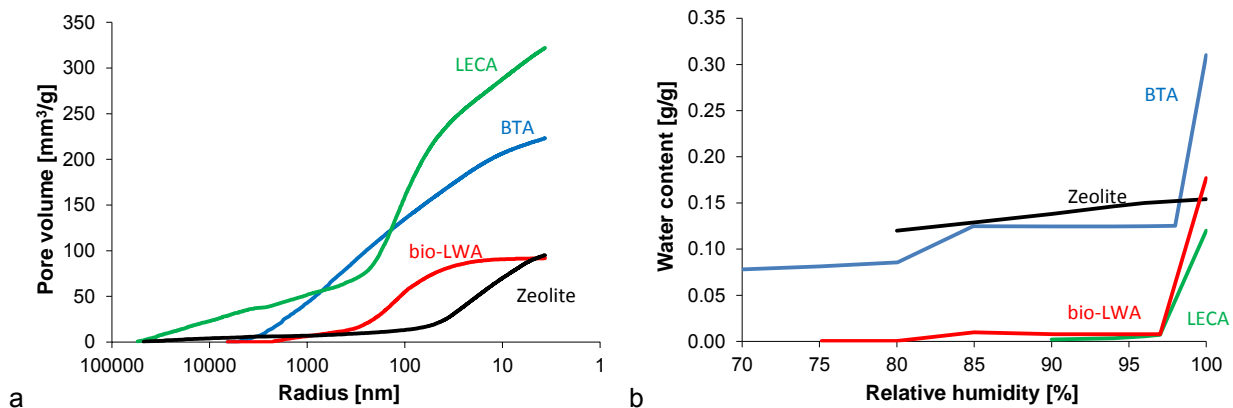 350
300
250
200
150
100
50
0
Pore volume [mm³/g]
LECA
BTA
bio-LWA
Zeolite
100000 10000 1000 100 10 1
Radius [nm]
a
0.35
0.30
0.25
0.20
0.15
0.10
0.05
0.00
Water content [g/g]
BTA
Zeolite
bio-LWA
LECA
70 75 80 85 90 95 100
Relative humidity [%]
b